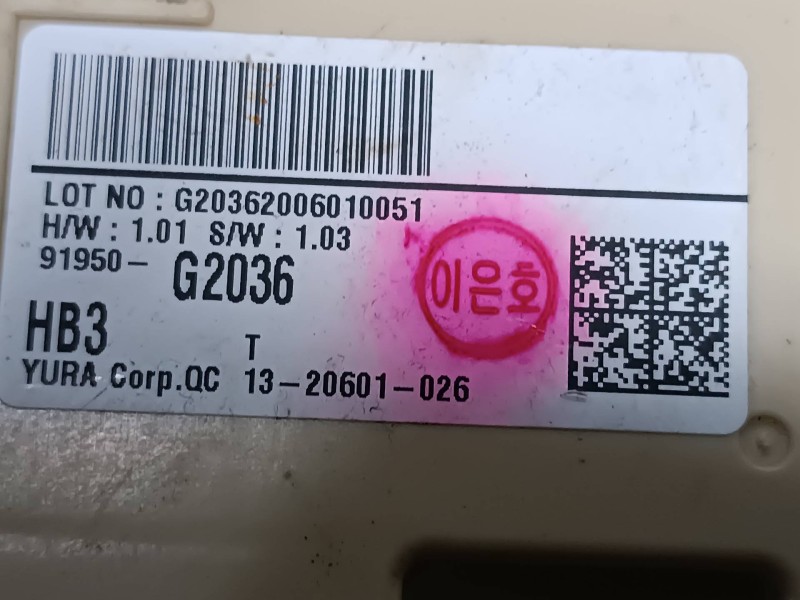 LOT NO : G20362006010051
H/W : 1.01 S/W : 1.03
91950- G2036
이은호
HB3 T
YURA Corp.QC 13-20601-026